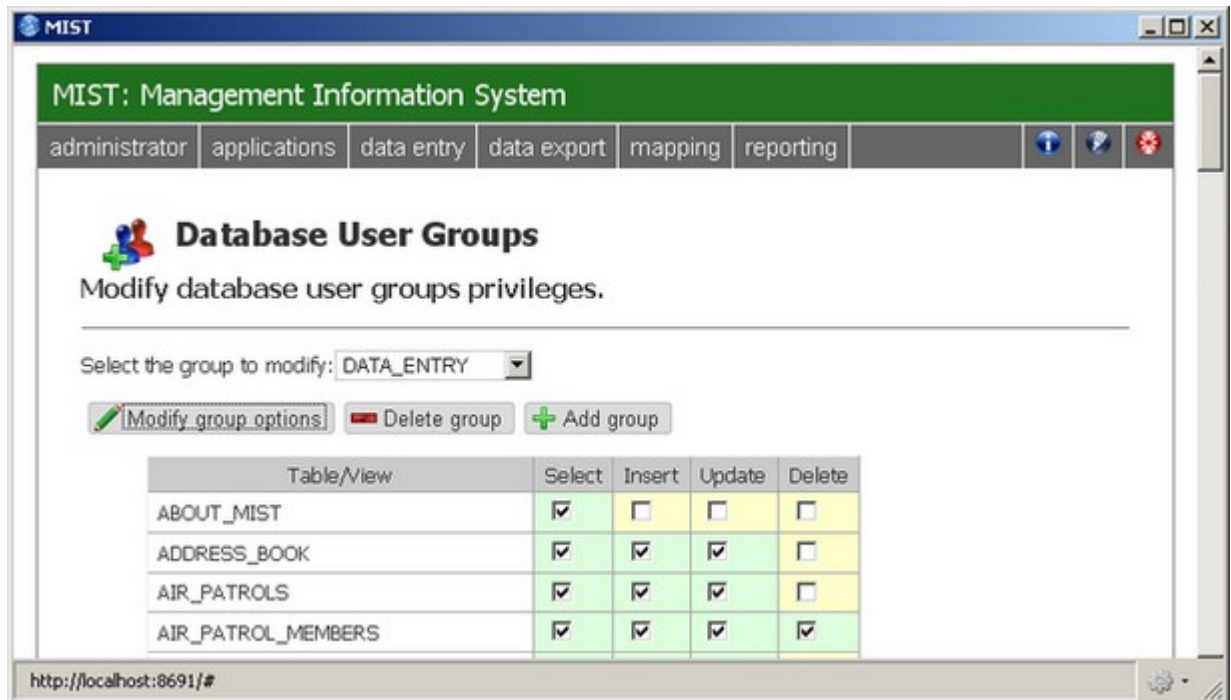 MIST
MIST: Management Information System
administrator applications data entry data export mapping reporting
Database User Groups
Modify database user groups privileges.
Select the group to modify: DATA_ENTRY
Modify group options Delete group Add group
Table/View Select Insert Update Delete
ABOUT_MIST
ADDRESS_BOOK
AIR_PATROLS
AIR_PATROL_MEMBERS
http://localhost:8691/#